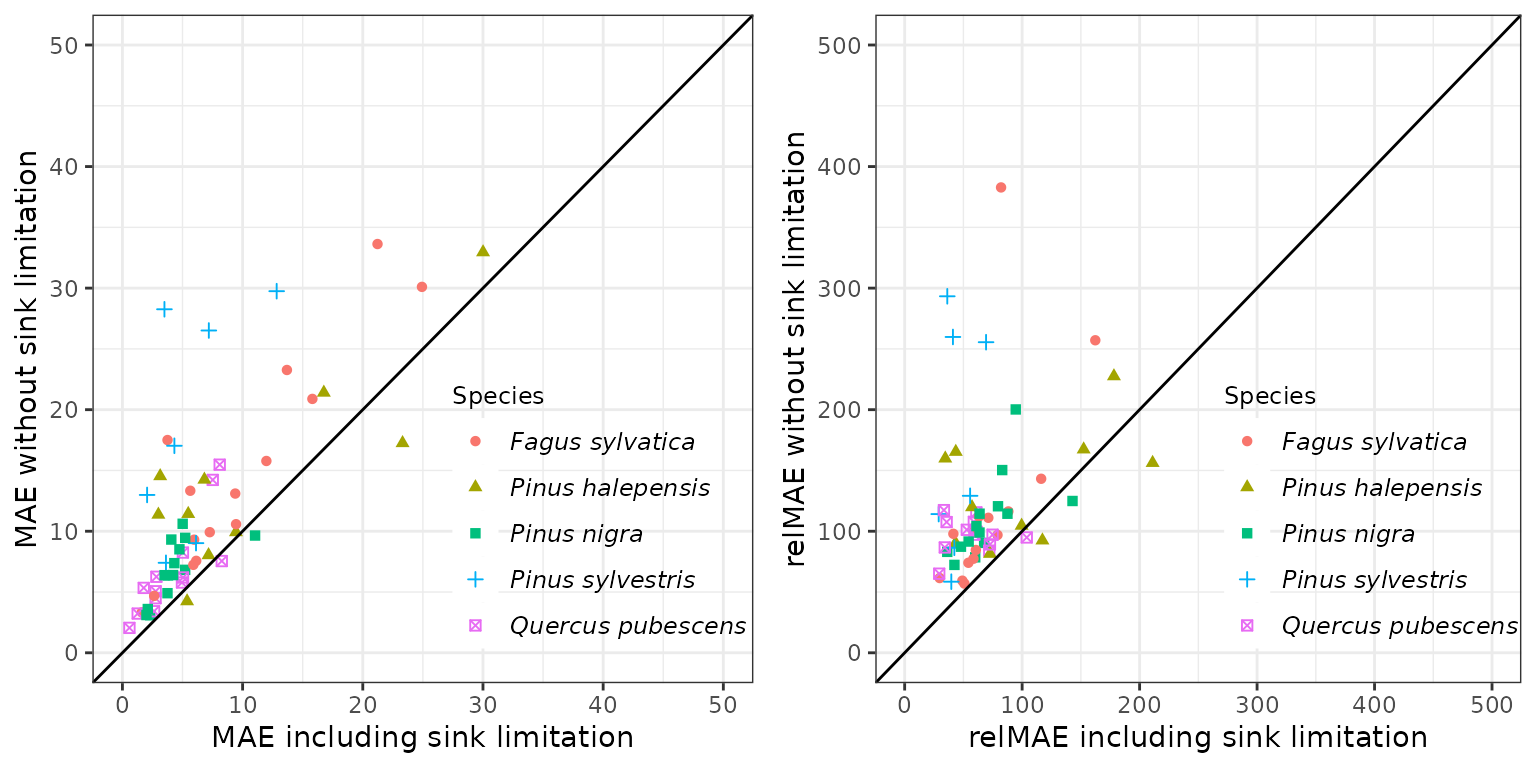 50
40
30
20
10
0
0
10
20
30
40
50
MAE without sink limitation
MAE including sink limitation
Species
Fagus sylvatica
Pinus halepensis
Pinus nigra
Pinus sylvestris
Quercus pubescens
500
400
300
200
100
0
0
100
200
300
400
500
relMAE without sink limitation
relMAE including sink limitation
Species
Fagus sylvatica
Pinus halepensis
Pinus nigra
Pinus sylvestris
Quercus pubescens